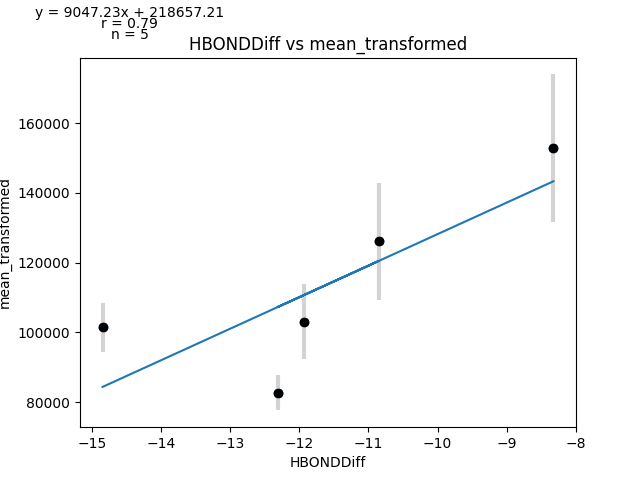 y = 9047.23x + 218657.21
r = 0.79
n = 5
HBONDDiff vs mean_transformed
mean_transformed
160000
140000
120000
100000
80000
−15 −14 −13 −12 −11 −10 −9 −8
HBONDDiff